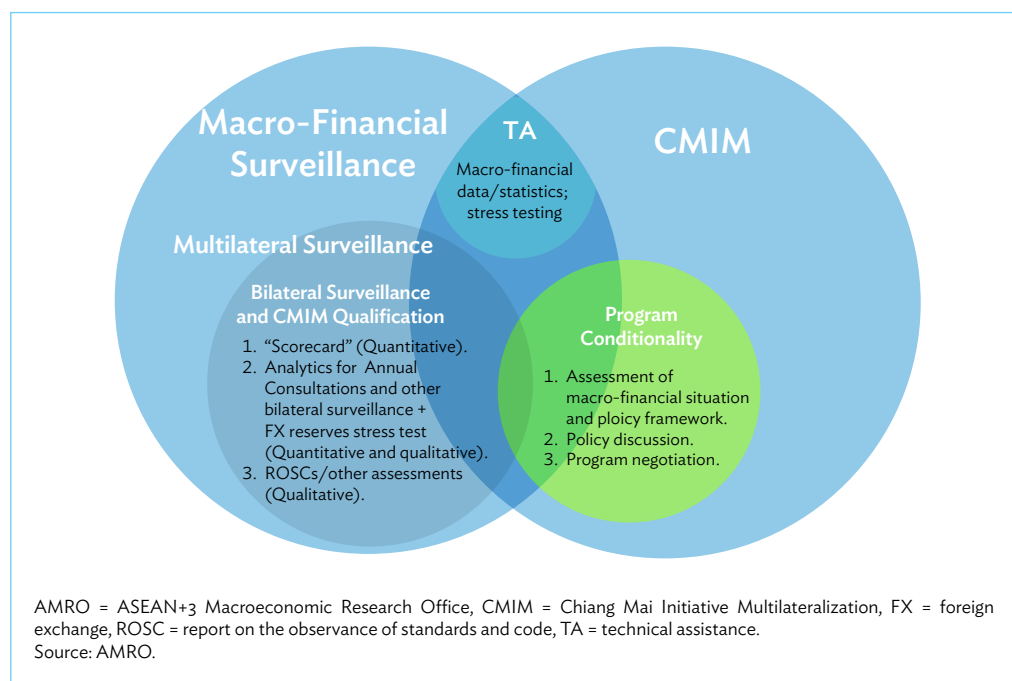 Macro-Financial
Surveillance
TA
Macro-financial
data/statistics;
stress testing
CMIM
Multilateral Surveillance
Bilateral Surveillance
and CMIM Qualification
1. “Scorecard” (Quantitative).
2. Analytics for Annual
Consultations and other
bilateral surveillance +
FX reserves stress test
(Quantitative and qualitative).
3. ROSCs/other assessments
(Qualitative).
Program
Conditionality
1. Assessment of
macro-financial situation
and ploicy framework.
2. Policy discussion.
3. Program negotiation.
AMRO = ASEAN+3 Macroeconomic Research Office, CMIM = Chiang Mai Initiative Multilateralization, FX = foreign
exchange, ROSC = report on the observance of standards and code, TA = technical assistance.
Source: AMRO.